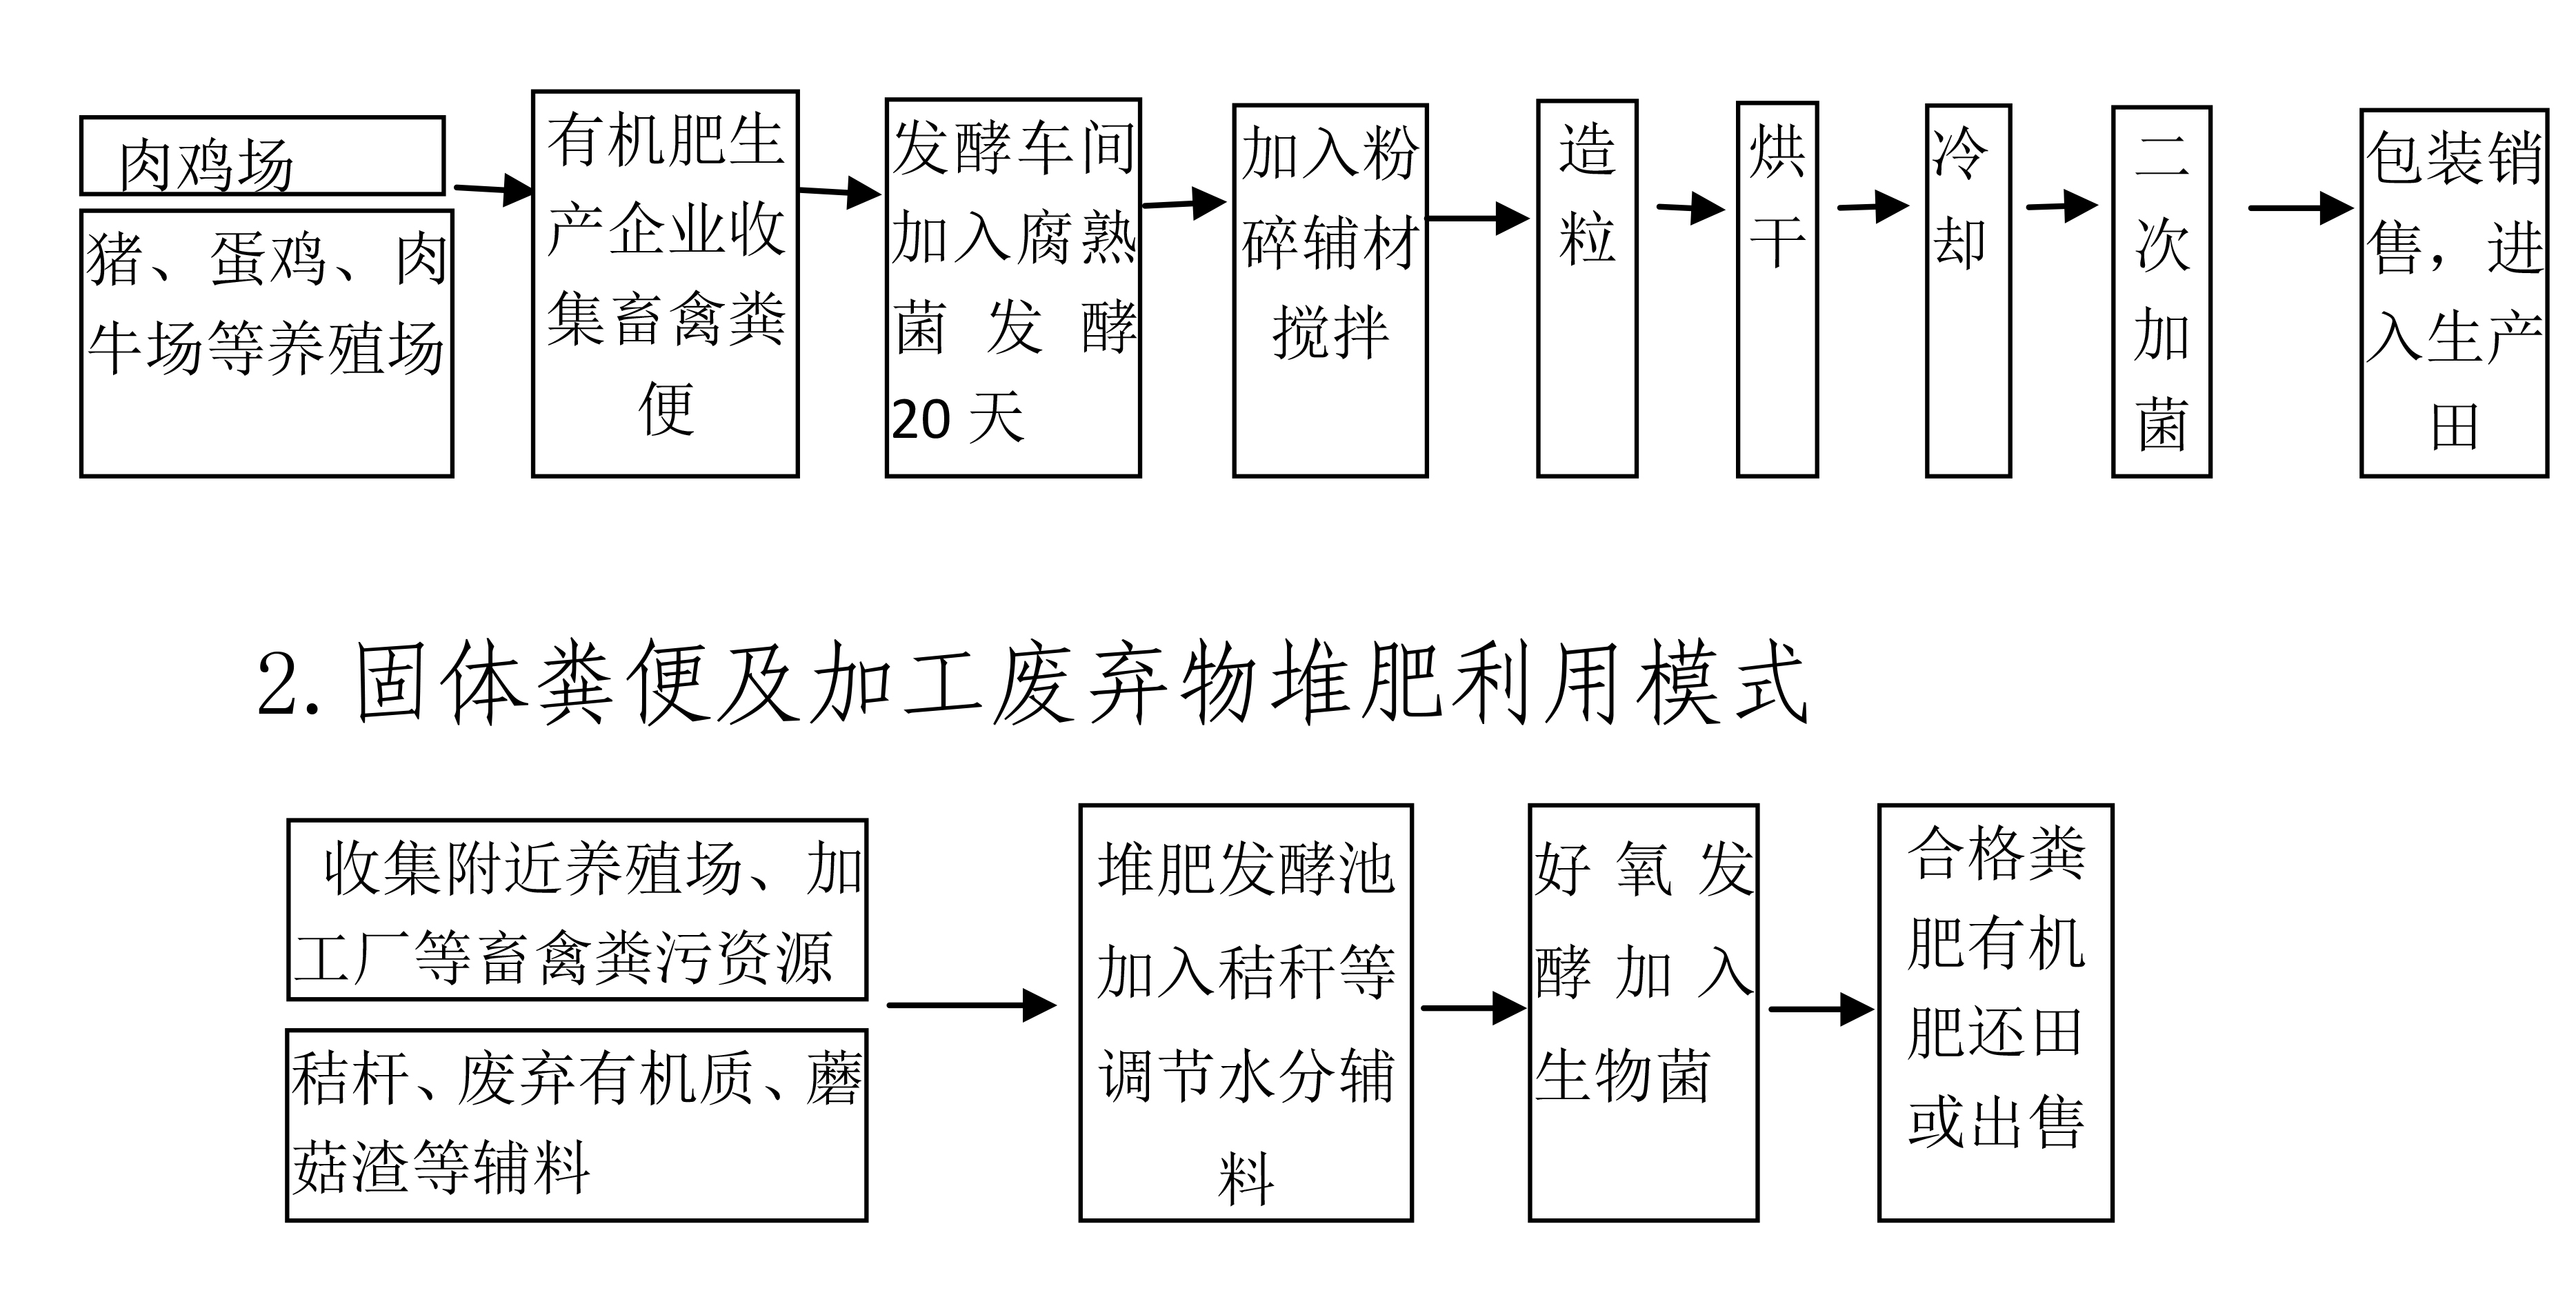 肉鸡场
猪、蛋鸡、肉
牛场等养殖场
有机肥生
产企业收
集畜禽粪
便
发酵车间
加入腐熟
菌发酵
20天
加入粉
碎辅材
搅拌
造
粒
烘
干
冷
却
二
次
加
菌
包装销
售，进
入生产
田
2.固体粪便及加工废弃物堆肥利用模式
收集附近养殖场、加
工厂等畜禽粪污资源
秸秆、废弃有机质、蘑
菇渣等辅料
堆肥发酵池
加入秸秆等
调节水分辅
料
好氧发
酵加入
生物菌
合格粪
肥有机
肥还田
或出售